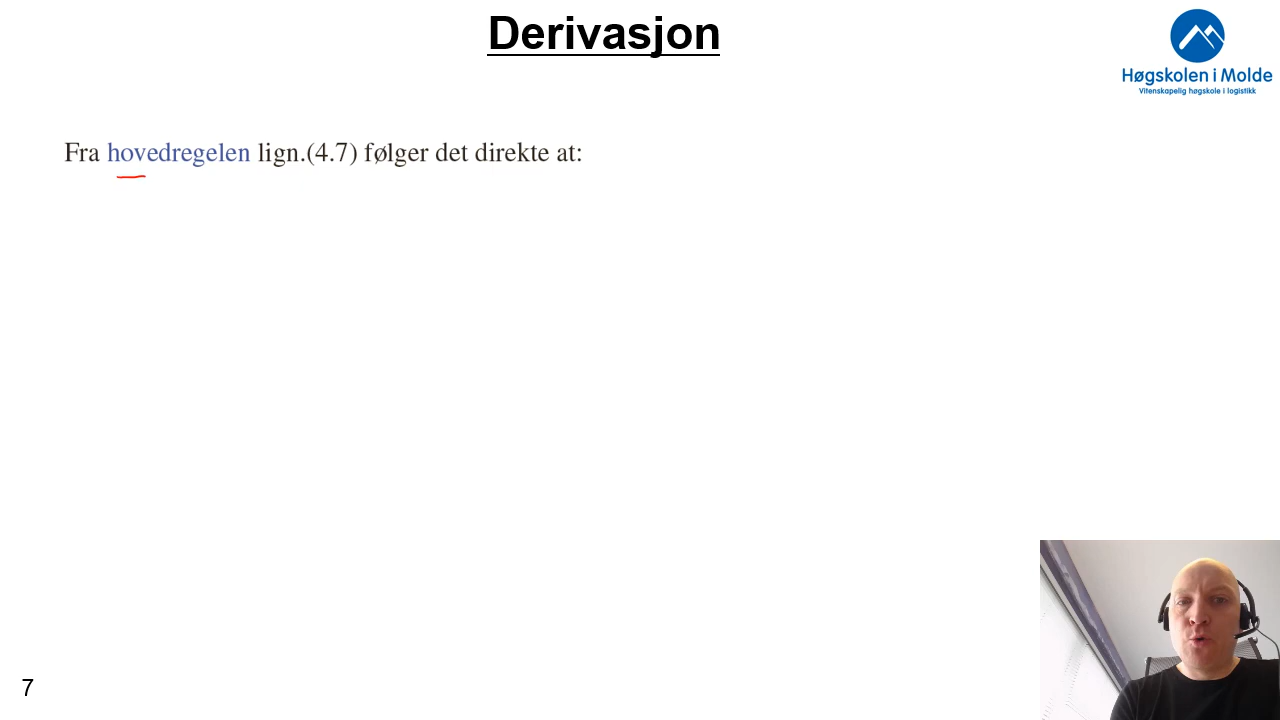 Derivasjon
Høgskolen i Molde
Vitenskapelig høgskole i logistikk
Fra hovedregelen lign.(4.7) følger det direkte at:
7